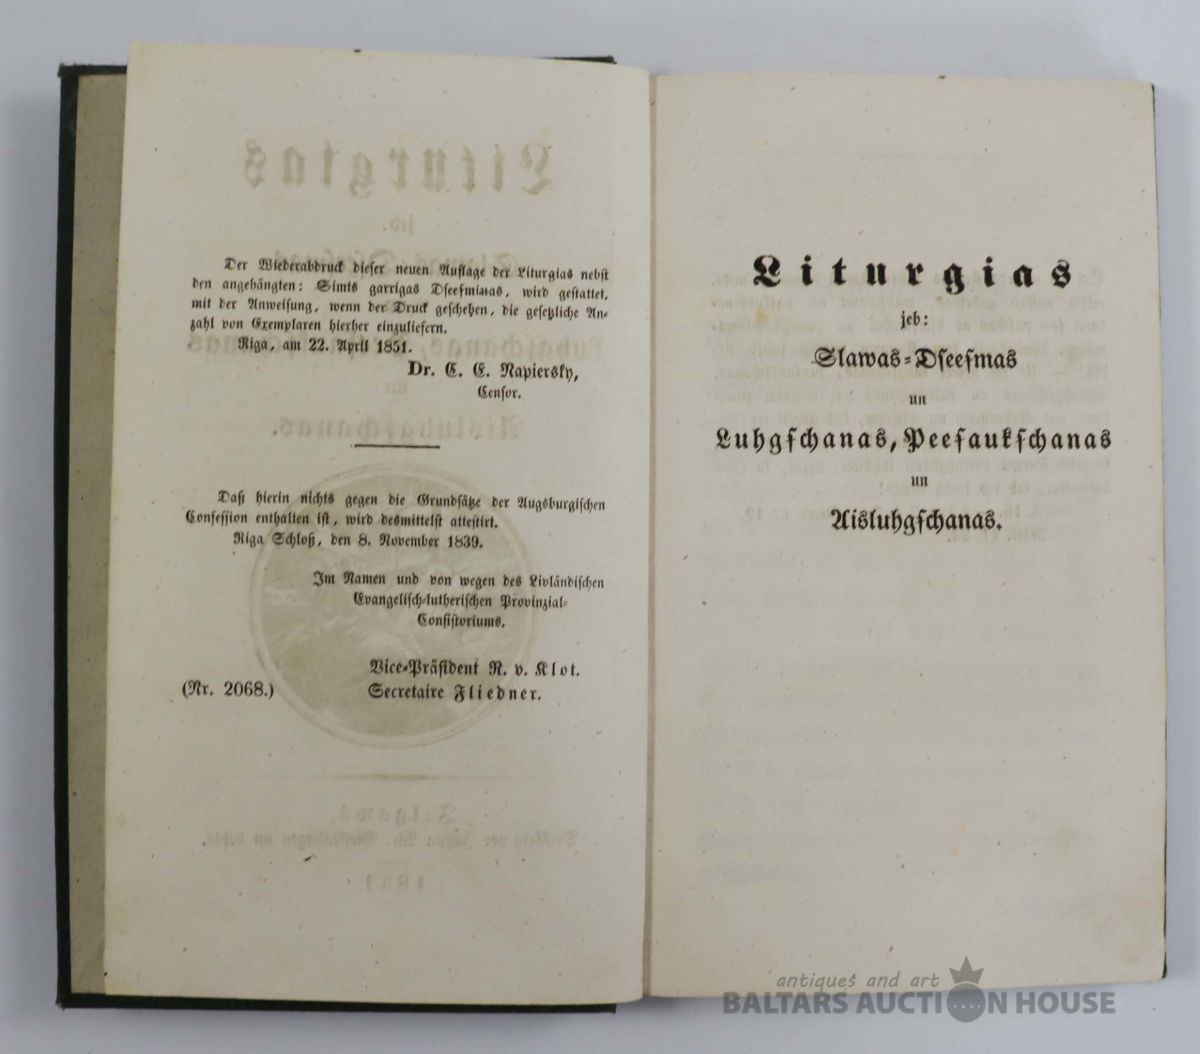 Der Wiederabdruck dieser neuen Auflage der Liturgias nebst
den angehängten: Simts garrigas Dseesmas, wird gestattet,
mit der Anweisung, wenn der Druck geschehen, die gesetzliche An-
zahl von Exemplaren hierher einzuliefern.
Riga, am 22. April 1851.
Dr. C. E. Napiersky,
Censor.
Daß hierin nichts gegen die Grundsätze der Augsburgischen
Confession enthalten ist, wird desmittelst attestirt.
Riga Schloß, den 8. November 1839.
Im Namen und von wegen des Livländischen
Evangelisch-lutherischen Provinzial-
Consistoriums.
Vice-Präsident R. v. Klot.
(Nr. 2068.) Secretaire Fliedner.
Liturgias
jeb:
Slawas-Dseesmas
un
Luhgschanas, Peesaukschanas
un
Aisluhgschanas.
antiques and art
BALTARS AUCTION HOUSE